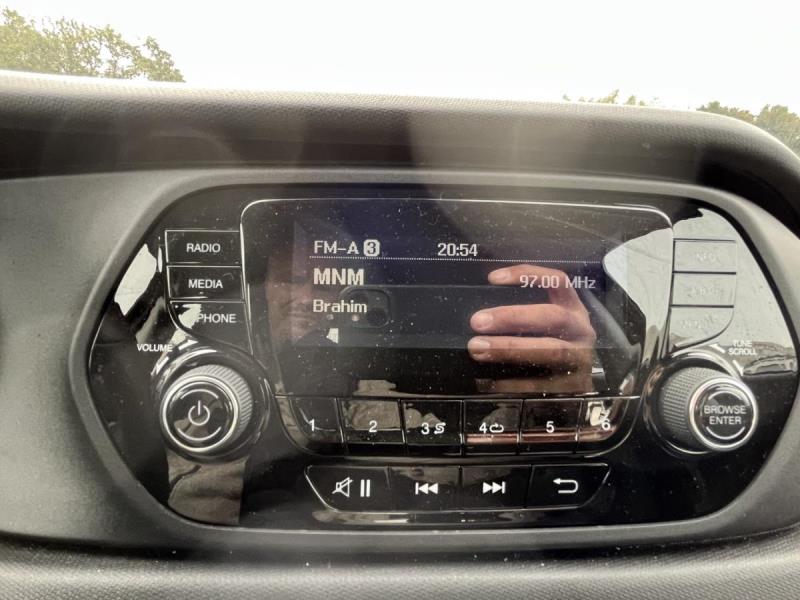 RADIO
MEDIA
PHONE
VOLUME
FM-A 3 20:54
MNM 97.00 MHz
Brahim
TUNE
SCROLL
BROWSE
ENTER
1 2 3 4 5 6